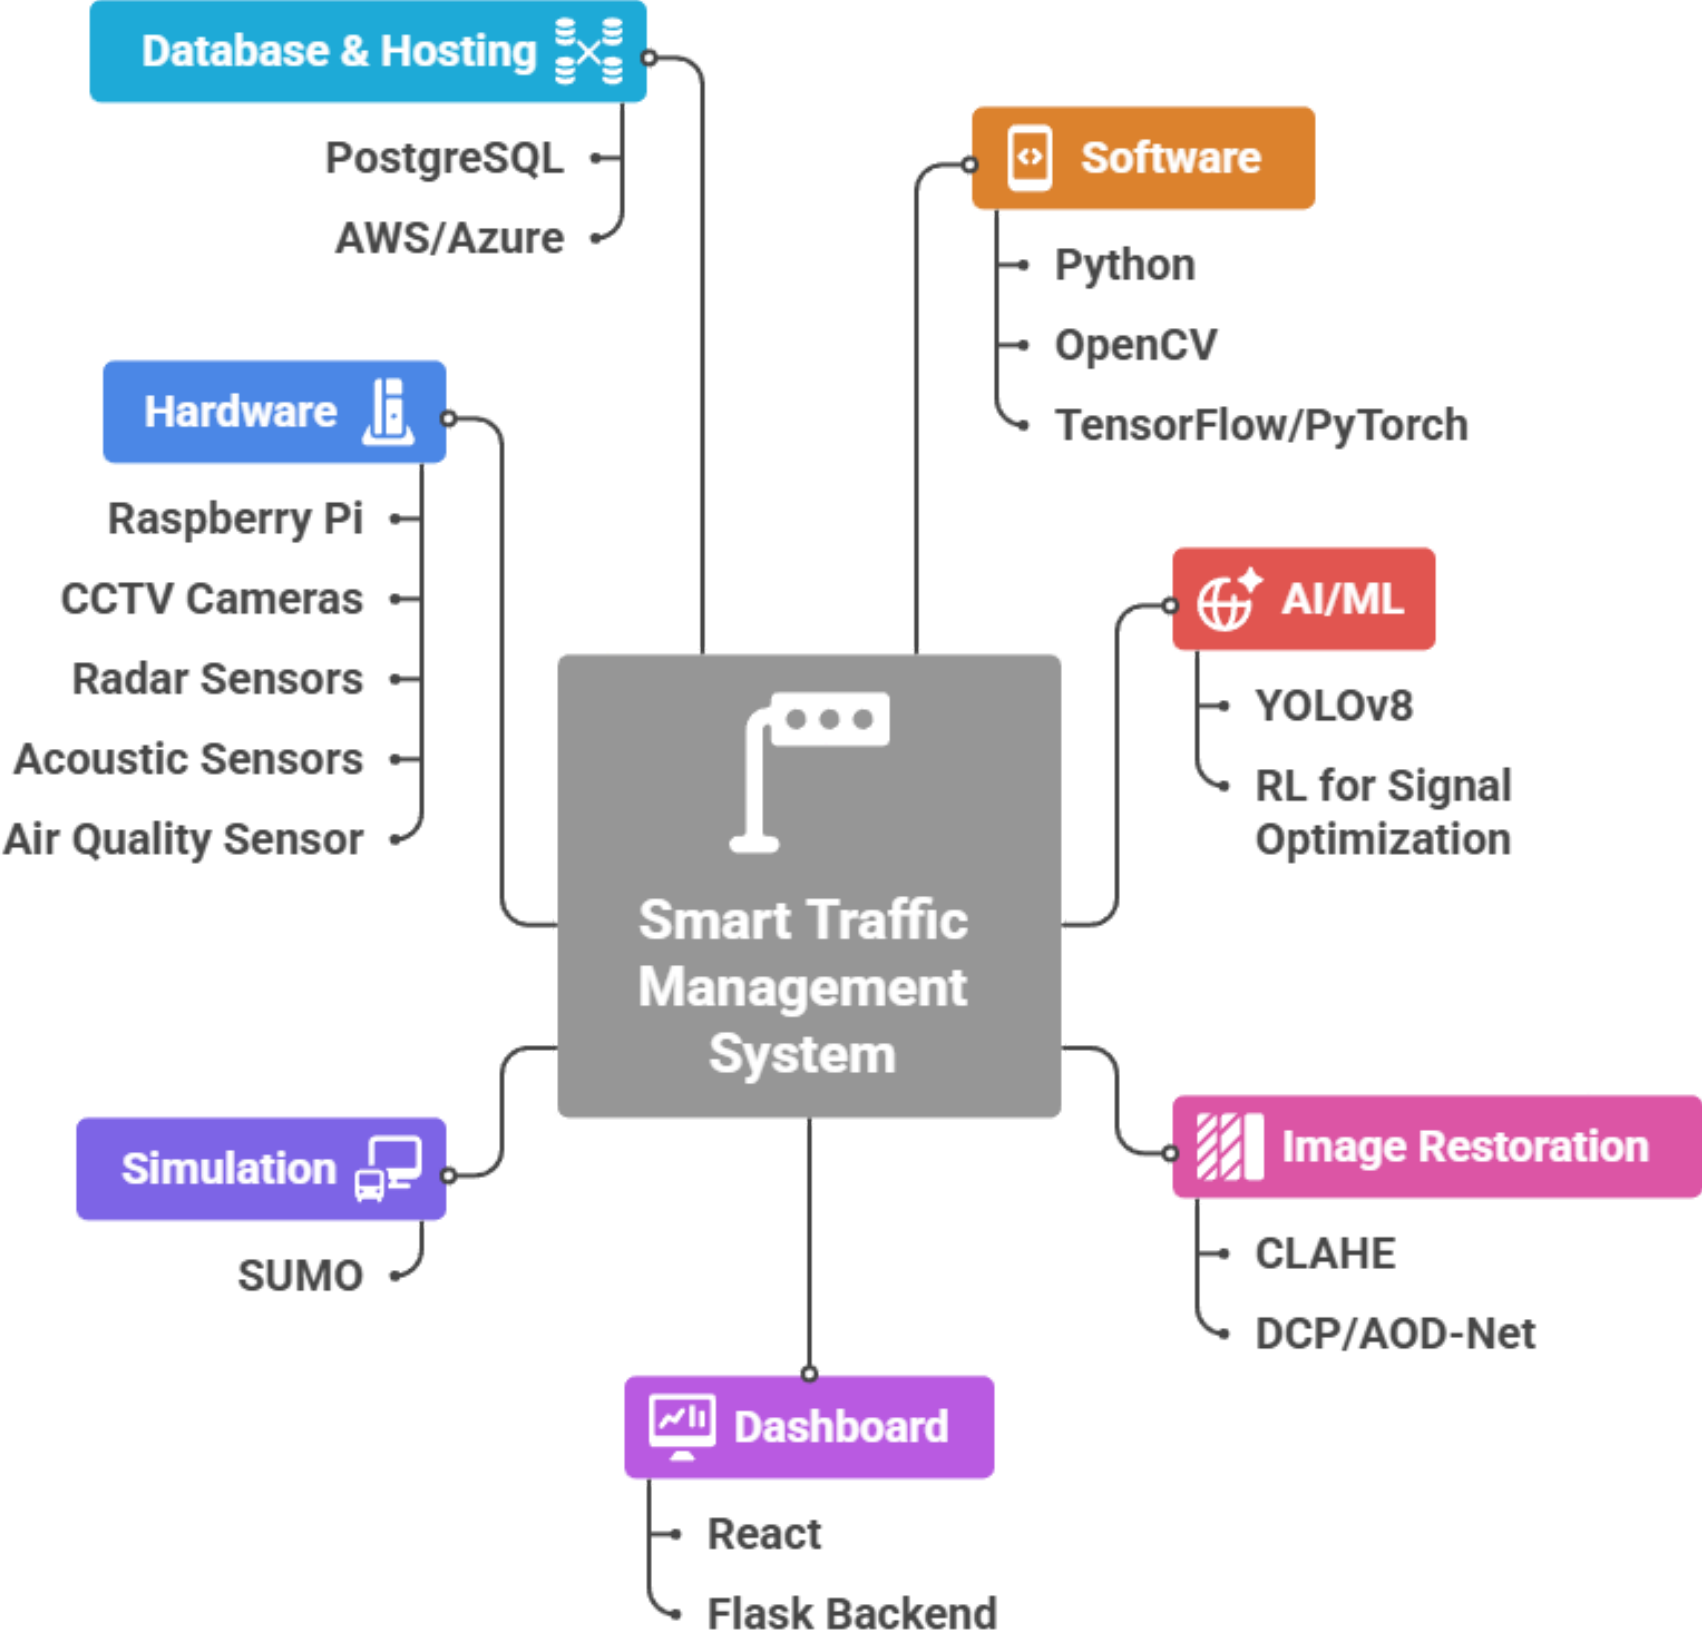 Database & Hosting
PostgreSQL
AWS/Azure
Software
Python
OpenCV
TensorFlow/PyTorch
Hardware
Raspberry Pi
CCTV Cameras
Radar Sensors
Acoustic Sensors
Air Quality Sensor
AI/ML
YOLOv8
RL for Signal
Optimization
Smart Traffic
Management
System
Simulation
SUMO
Image Restoration
CLAHE
DCP/AOD-Net
Dashboard
React
Flask Backend